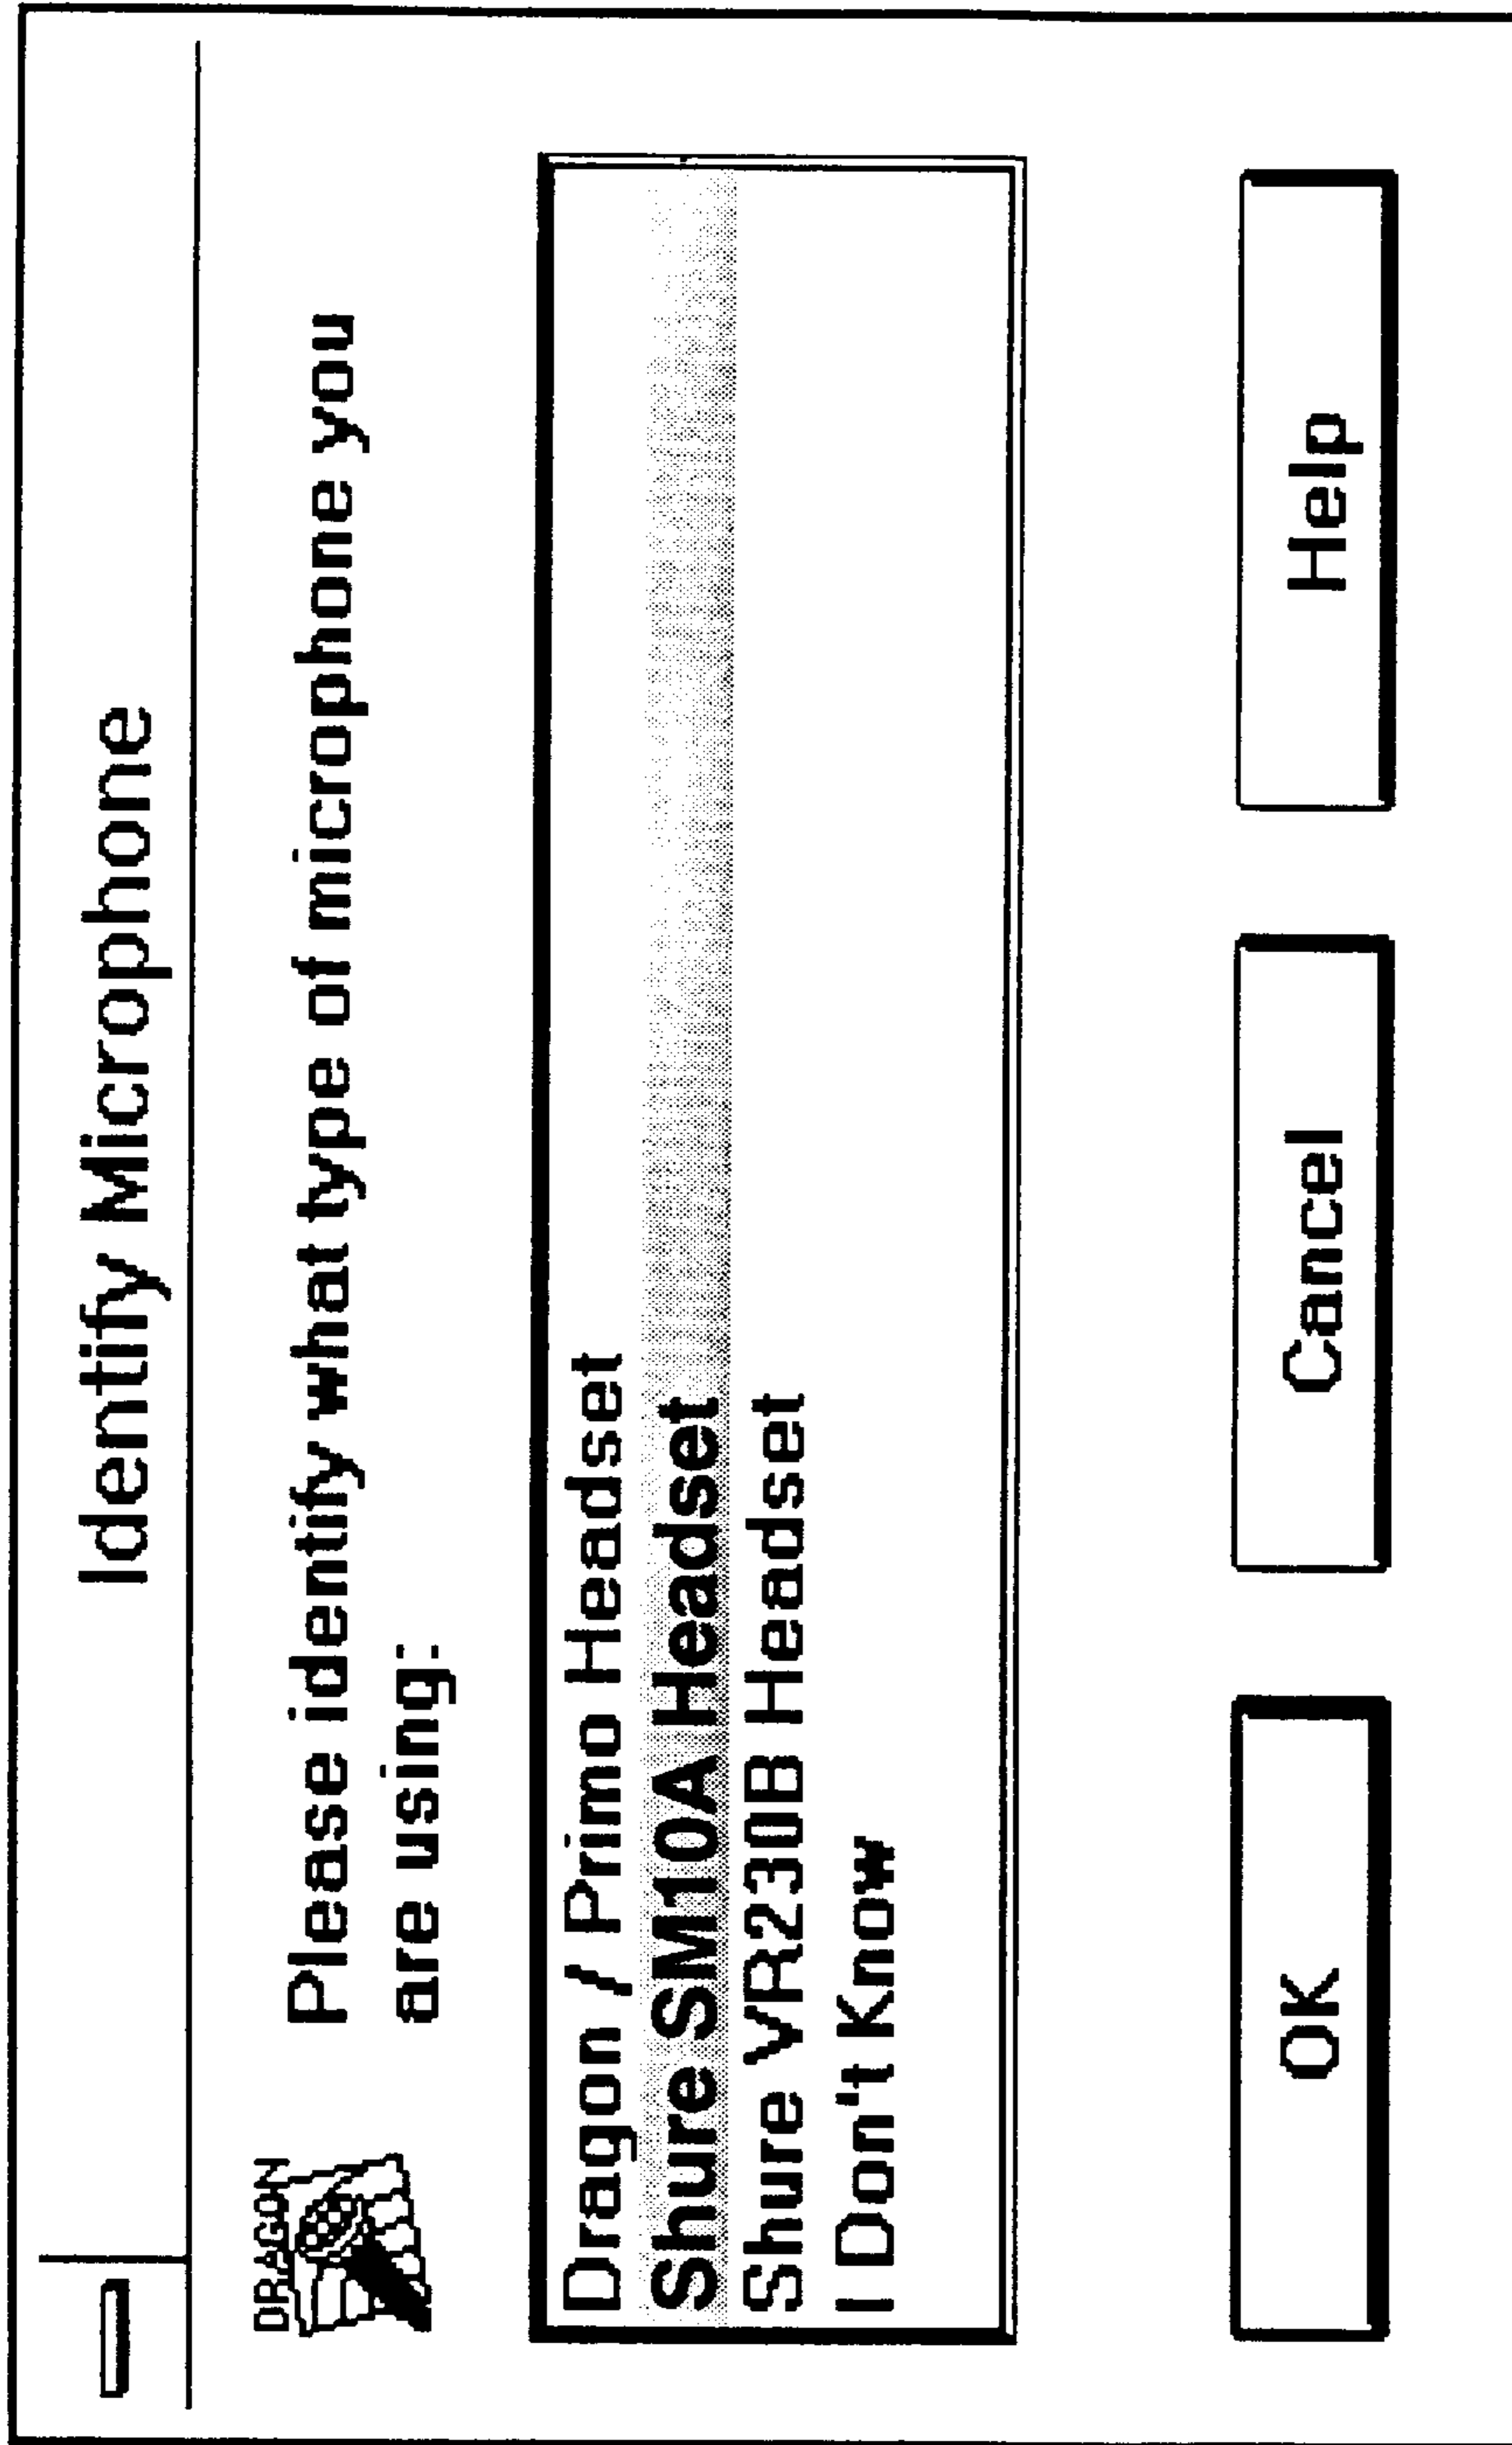 Identify Microphone
DRAGON
Please identify what type of microphone you
are using:
Dragon / Primo Headset
Shure SM10A Headset
Shure VR230B Headset
I Don't Know
OK
Cancel
Help